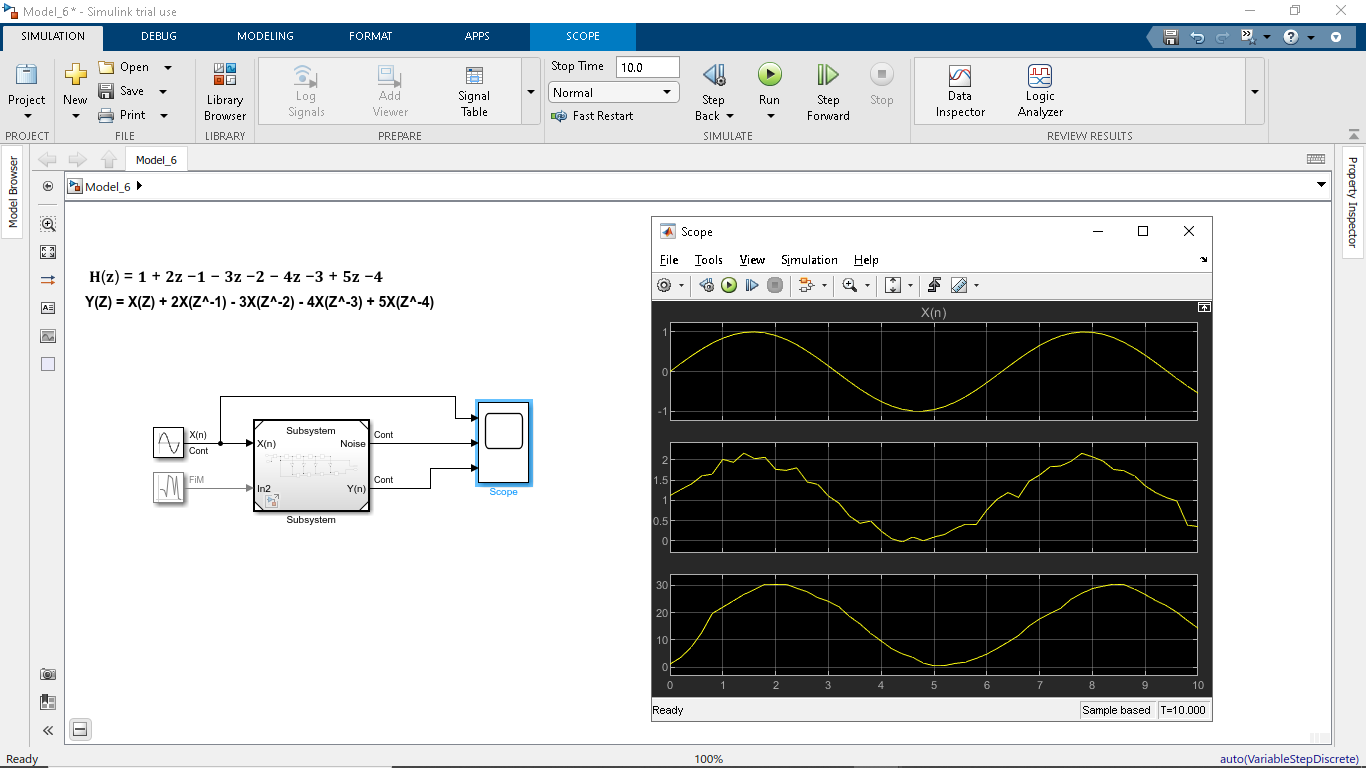 Model_6 * - Simulink trial use
SIMULATION DEBUG MODELING FORMAT APPS SCOPE
Project
New
Open
Save
Print
Library
Browser
Log
Signals
Add
Viewer
Signal
Table
Stop Time 10.0
Normal
Fast Restart
Step
Back
Run
Step
Forward
Stop
Data
Inspector
Logic
Analyzer
PROJECT FILE LIBRARY PREPARE SIMULATE REVIEW RESULTS
Model Browser
Model_6
Model_6
Property Inspector
H(z) = 1 + 2z −1 − 3z −2 − 4z −3 + 5z −4
Y(Z) = X(Z) + 2X(Z^-1) - 3X(Z^-2) - 4X(Z^-3) + 5X(Z^-4)
X(n)
Cont
FiM
Subsystem
X(n)
Noise
In2
Y(n)
Subsystem
Cont
Cont
Scope
Scope
File Tools View Simulation Help
X(n)
1
0
-1
2
1.5
1
0.5
0
30
20
10
0
0 1 2 3 4 5 6 7 8 9 10
Ready Sample based T=10.000
Ready 100% auto(VariableStepDiscrete)